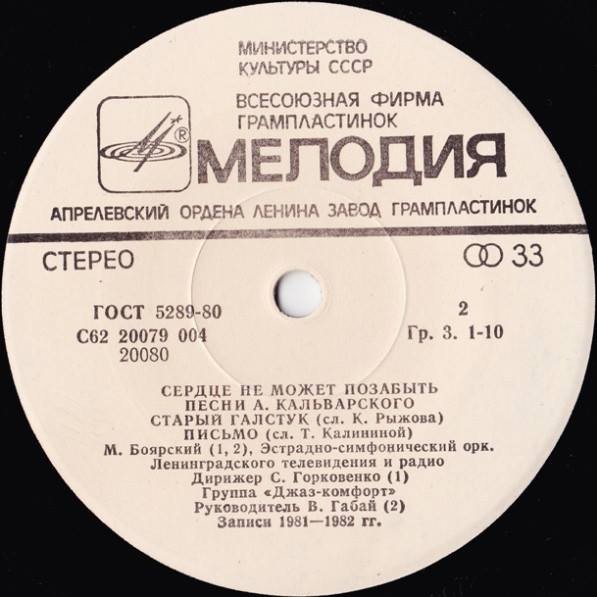 МИНИСТЕРСТВО
КУЛЬТУРЫ СССР
ВСЕСОЮЗНАЯ ФИРМА
ГРАМПЛАСТИНОК
® МЕЛОДИЯ
АПРЕЛЕВСКИЙ ОРДЕНА ЛЕНИНА ЗАВОД ГРАМПЛАСТИНОК
СТЕРЕО 33
ГОСТ 5289-80 2
С62 20079 004 Гр. 3. 1-10
20080
СЕРДЦЕ НЕ МОЖЕТ ПОЗАБЫТЬ
ПЕСНИ А. КАЛЬВАРСКОГО
СТАРЫЙ ГАЛСТУК (сл. К. Рыжова)
ПИСЬМО (сл. Т. Калининой)
М. Боярский (1, 2), Эстрадно-симфонический орк.
Ленинградского телевидения и радио
Дирижер С. Горковенко (1)
Группа «Джаз-комфорт»
Руководитель В. Габай (2)
Записи 1981—1982 гг.